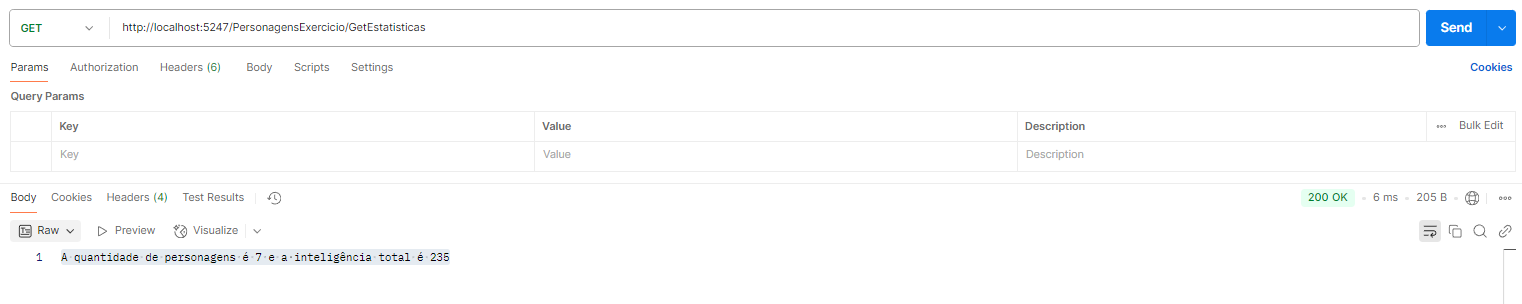 GET http://localhost:5247/PersonagensExercicio/GetEstatisticas Send
Params Authorization Headers (6) Body Scripts Settings Cookies
Query Params
Key Value Description Bulk Edit
Key Value Description
Body Cookies Headers (4) Test Results 200 OK 6 ms 205 B
Raw Preview Visualize
1 A·quantidade·de·personagens·é·7·e·a·inteligência·total·é·235